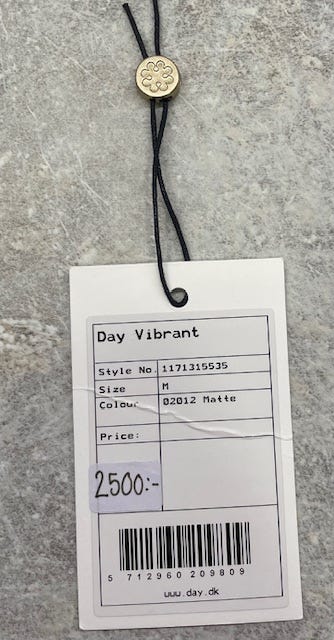 Day Vibrant
Style No. 1171315535
Size M
Colour 02012 Matte
Price:
2500:-
5 712960 209809
www.day.dk